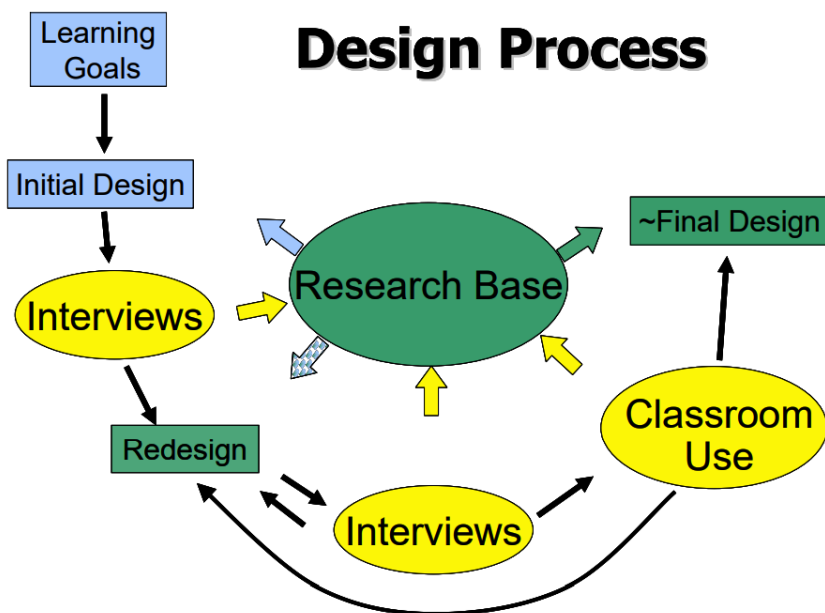 Learning
Goals
Design Process
Initial Design
~Final Design
Research Base
Interviews
Classroom
Use
Redesign
Interviews